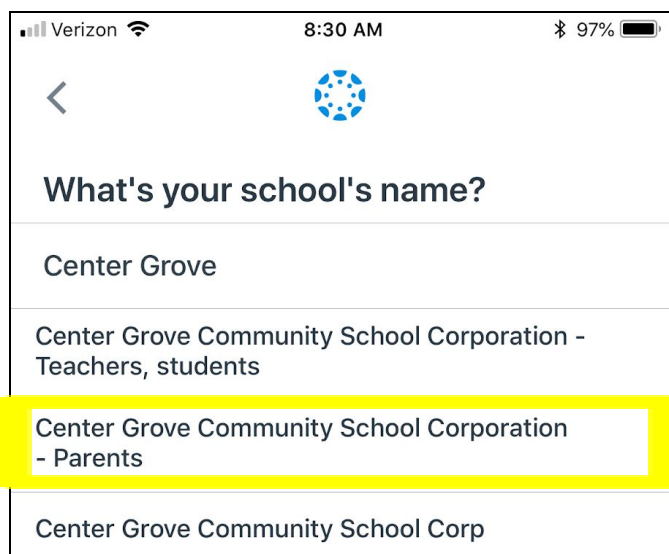 Verizon 8:30 AM 97%
What's your school's name?
Center Grove
Center Grove Community School Corporation -
Teachers, students
Center Grove Community School Corporation
- Parents
Center Grove Community School Corp